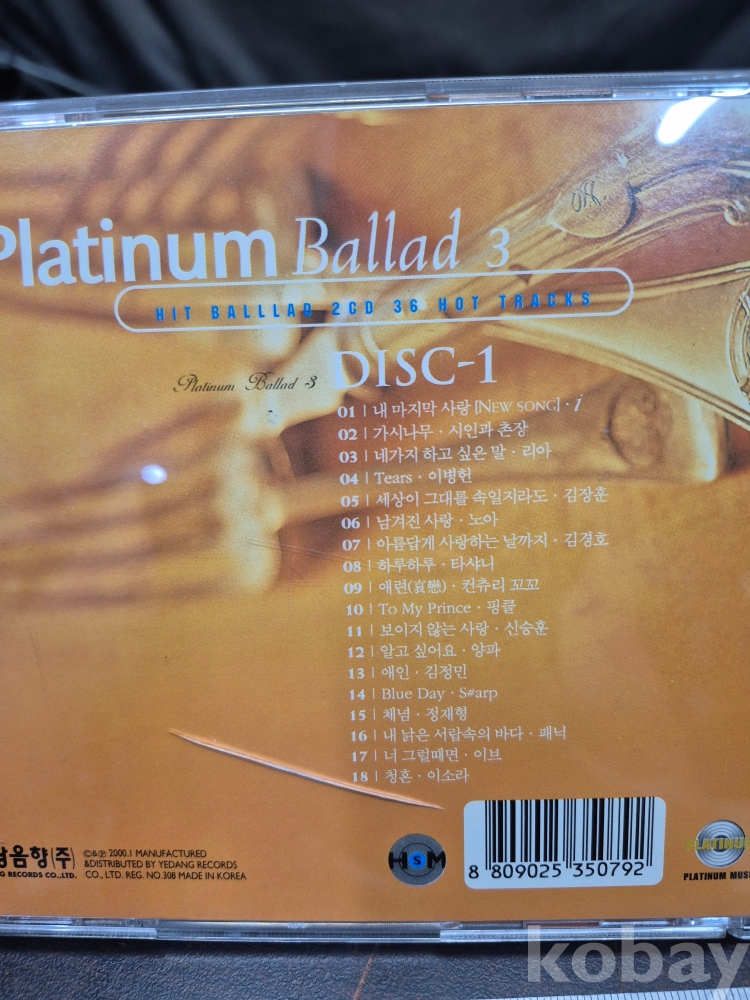 Platinum Ballad 3
HIT BALLLAD 2CD 36 HOT TRACKS
Platinum Ballad 3
DISC-1
01 | 내 마지막 사랑 [NEW SONG] · i
02 | 가시나무 · 시인과 촌장
03 | 네가지 하고 싶은 말 · 리아
04 | Tears · 이병헌
05 | 세상이 그대를 속일지라도 · 김장훈
06 | 남겨진 사랑 · 노아
07 | 아름답게 사랑하는 날까지 · 김경호
08 | 하루하루 · 타샤니
09 | 애련(哀戀) · 컨츄리 꼬꼬
10 | To My Prince · 핑클
11 | 보이지 않는 사랑 · 신승훈
12 | 알고 싶어요 · 양파
13 | 애인 · 김정민
14 | Blue Day · S#arp
15 | 체념 · 정재형
16 | 내 낡은 서랍속의 바다 · 패닉
17 | 너 그럴때면 · 이브
18 | 청혼 · 이소라
음향(주)
G RECORDS CO., LTD.
©&℗ 2000.1 MANUFACTURED
&DISTRIBUTED BY YEDANG RECORDS
CO., LTD. REG. NO.308 MADE IN KOREA
HSM
8 809025 350792
PLATINUM
PLATINUM MUS
kobay